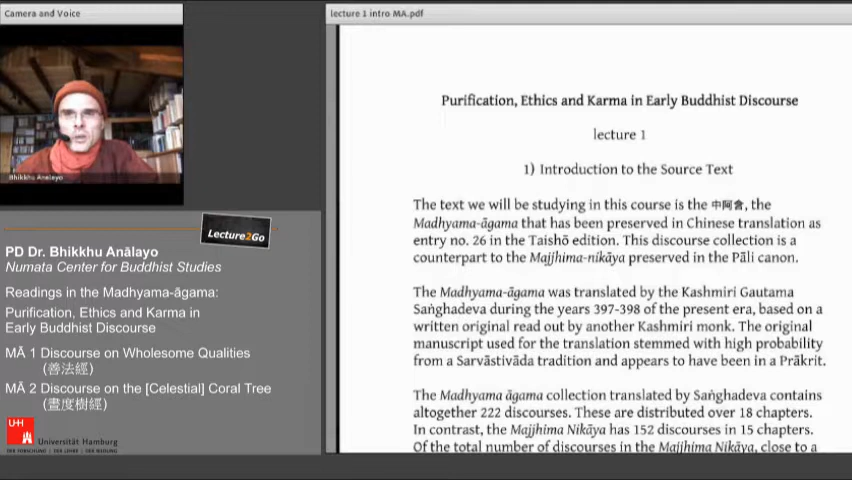 Camera and Voice
Bhikkhu Anālayo
Lecture2Go
PD Dr. Bhikkhu Anālayo
Numata Center for Buddhist Studies
Readings in the Madhyama-āgama:
Purification, Ethics and Karma in
Early Buddhist Discourse
MĀ 1 Discourse on Wholesome Qualities
(善法經)
MĀ 2 Discourse on the [Celestial] Coral Tree
(晝度樹經)
UH
Universität Hamburg
DER FORSCHUNG | DER LEHRE | DER BILDUNG
lecture 1 intro MA.pdf
Purification, Ethics and Karma in Early Buddhist Discourse
lecture 1
1) Introduction to the Source Text
The text we will be studying in this course is the 中阿含, the
Madhyama-āgama that has been preserved in Chinese translation as
entry no. 26 in the Taishō edition. This discourse collection is a
counterpart to the Majjhima-nikāya preserved in the Pāli canon.
The Madhyama-āgama was translated by the Kashmiri Gautama
Saṅghadeva during the years 397-398 of the present era, based on a
written original read out by another Kashmiri monk. The original
manuscript used for the translation stemmed with high probability
from a Sarvāstivāda tradition and appears to have been in a Prākrit.
The Madhyama āgama collection translated by Saṅghadeva contains
altogether 222 discourses. These are distributed over 18 chapters.
In contrast, the Majjhima Nikāya has 152 discourses in 15 chapters.
Of the total number of discourses in the Majjhima Nikāya, close to a